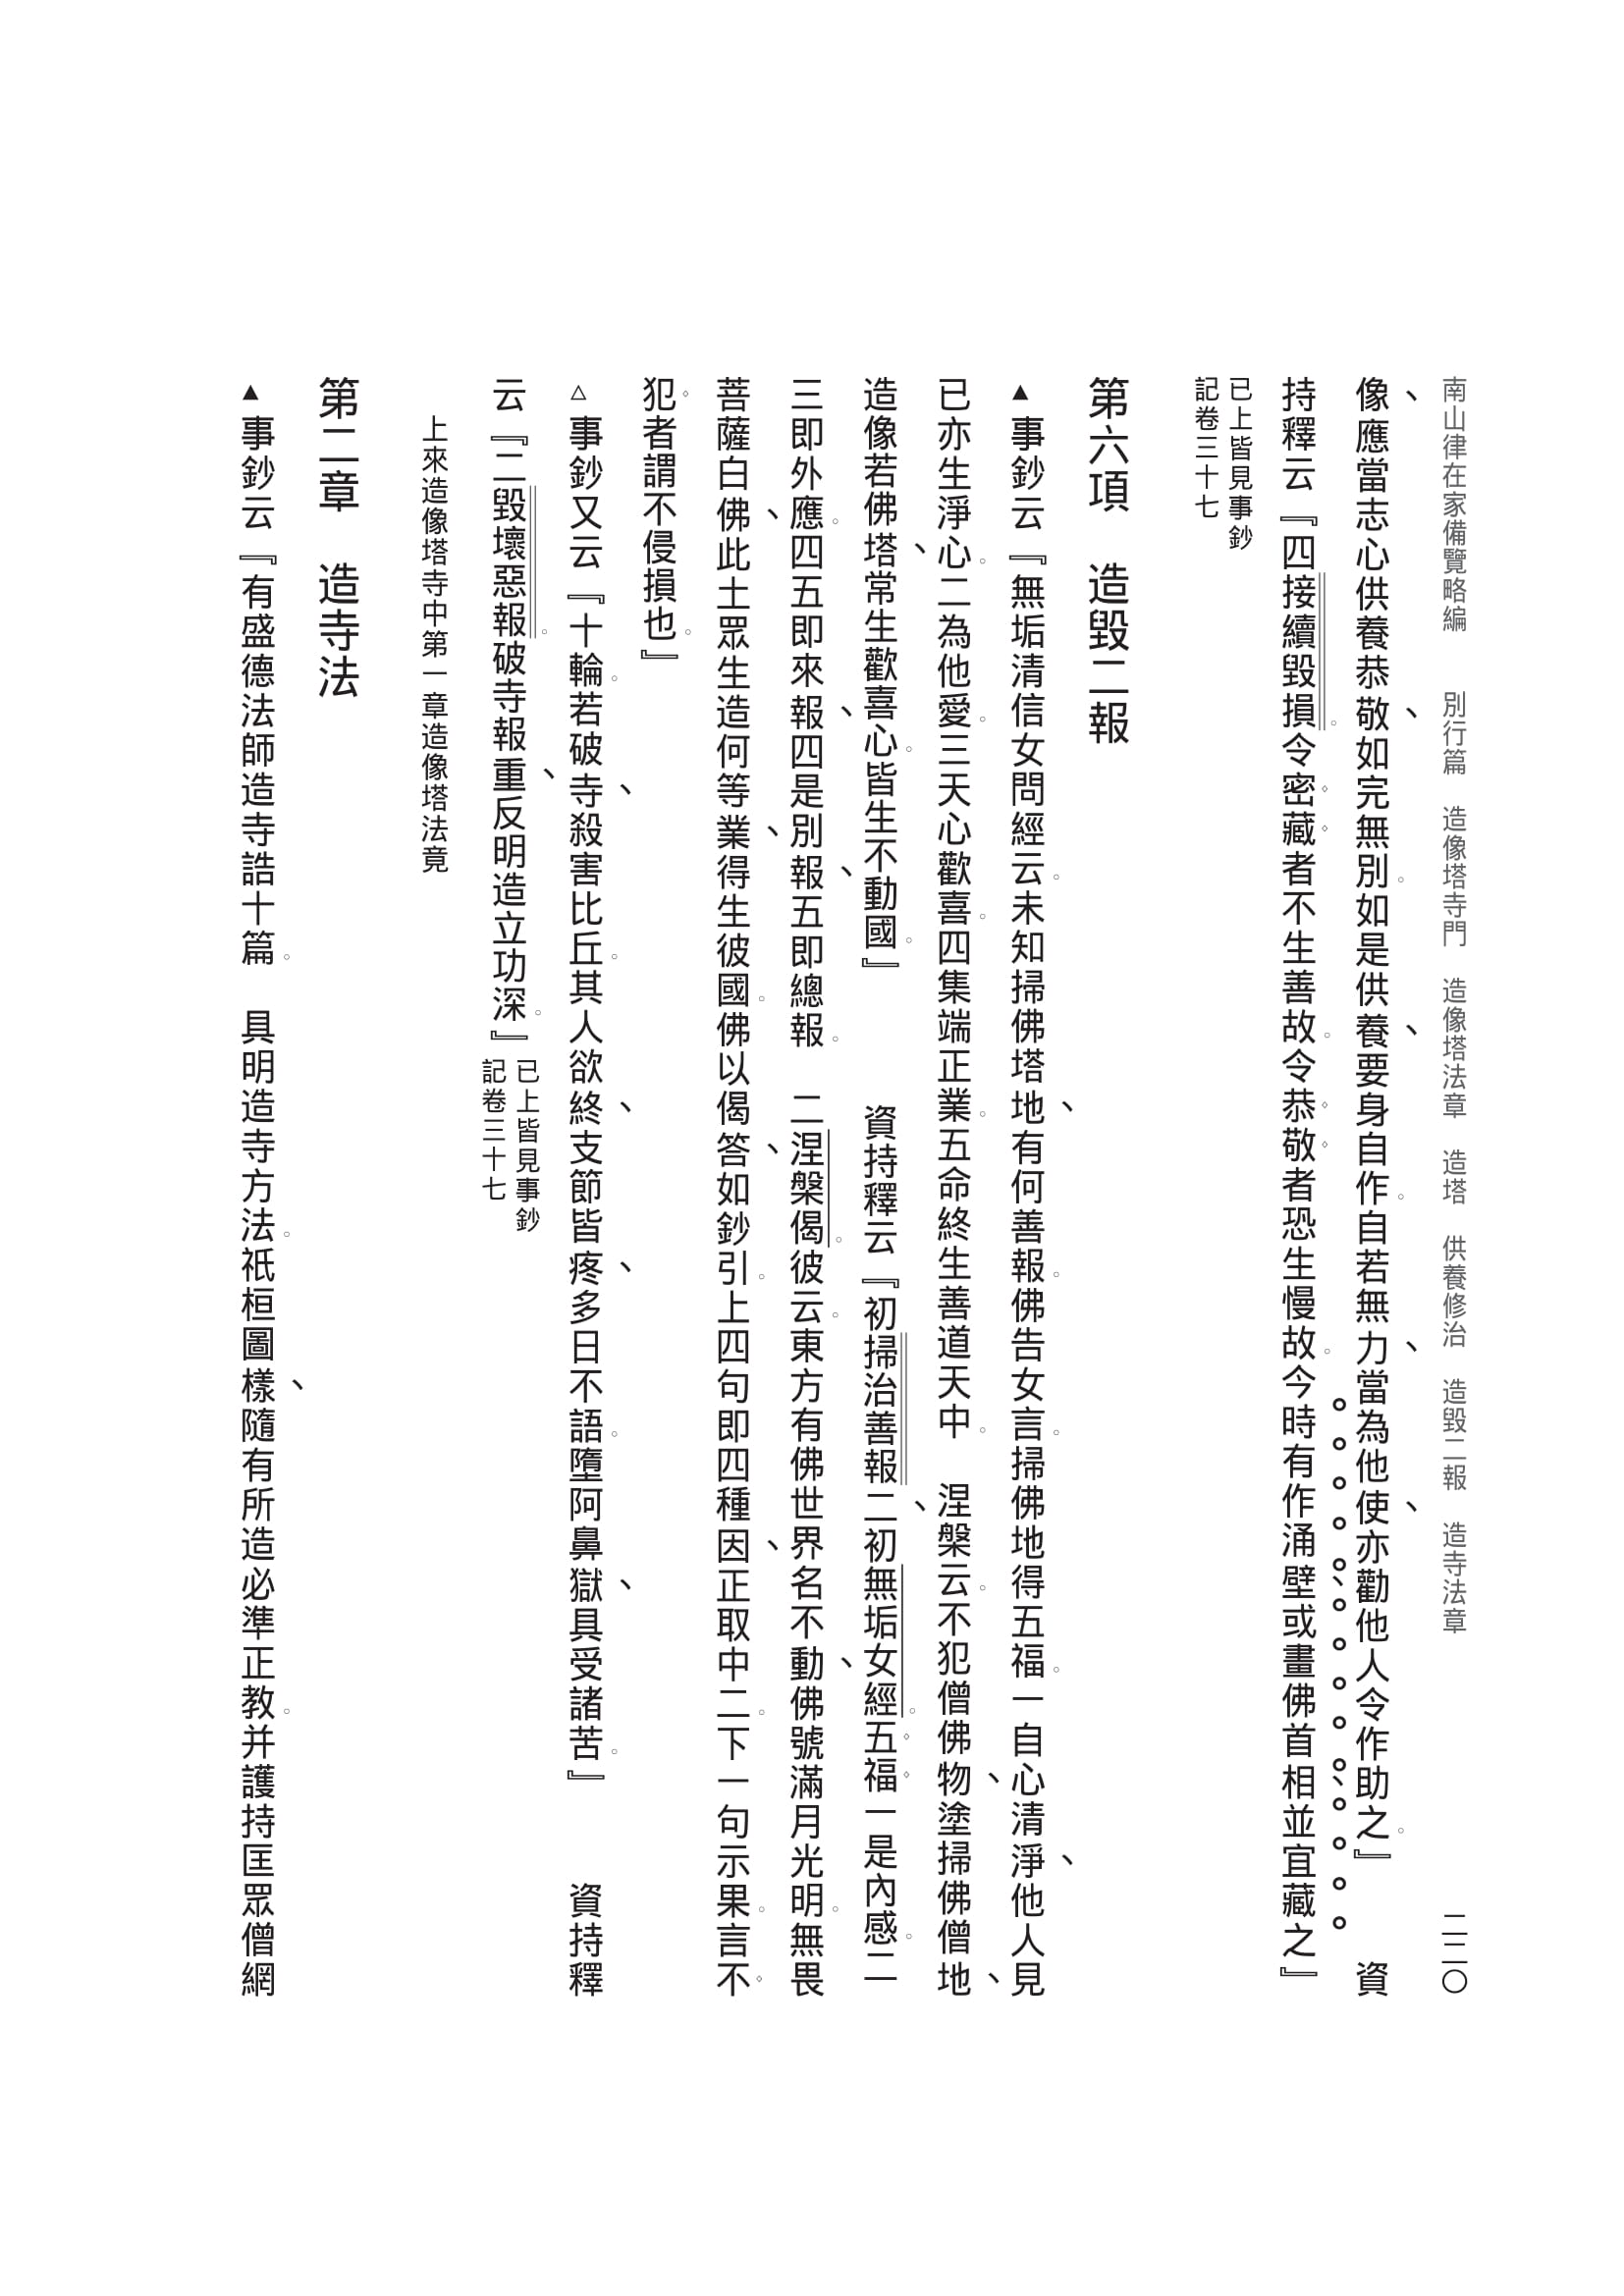 南山律在家備覽略編　別行篇　造像塔寺門　造像塔法章　造塔　供養修治　造毀二報　造寺法章　二二〇
像、應當志心供養恭敬、如完無別。如是供養、要身自作。自若無力、當為他使、亦勸他人令作助之。』　資
持釋云『四接續毀損。令密藏者不生善故。令恭敬者恐生慢故。今時有作涌壁、或畫佛首相並、宜藏之』
已上皆見事鈔
記卷三十七
第六項　造毀二報
▲事鈔云『無垢清信女問經云。未知掃佛塔地、有何善報。佛告女言。掃佛地得五福。一自心清淨、他人見
已亦生淨心。二為他愛。三天心歡喜。四集端正業。五命終生善道天中。　涅槃云。不犯僧佛物、塗掃佛僧地、
造像若佛塔、常生歡喜心。皆生不動國。』　資持釋云『初掃治善報二、初無垢女經。五福一是內感。二
三即外應。四五即來報、四是別報、五即總報。　二涅槃偈。彼云。東方有佛世界名不動、佛號滿月光明。無畏
菩薩白佛、此土眾生造何等業、得生彼國。佛以偈答、如鈔引。上四句即四種因、正取中二。下一句示果。言不
犯者謂不侵損也。』
△事鈔又云『十輪。若破寺、殺害比丘。其人欲終、支節皆疼、多日不語。墮阿鼻獄、具受諸苦。』　資持釋
云『二毀壞惡報。破寺報重、反明造立功深。』
已上皆見事鈔
記卷三十七
上來造像塔寺中第一章造像塔法竟
第二章　造寺法
▲事鈔云『有盛德法師造寺誥十篇。　具明造寺方法。祇桓圖樣、隨有所造必準正教。并護持匡眾僧網